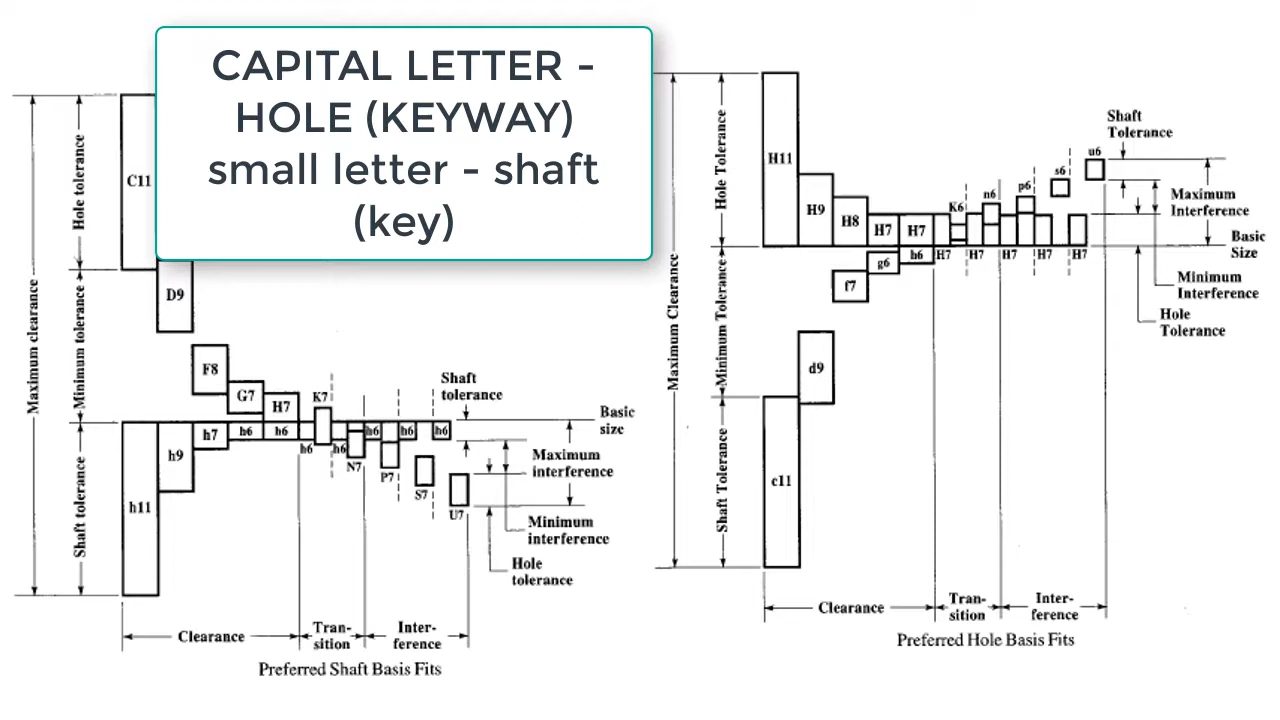 CAPITAL LETTER -
HOLE (KEYWAY)
small letter - shaft
(key)
Maximum clearance
Hole tolerance
Minimum tolerance
Shaft tolerance
C11
D9
F8
G7
H7
K7
h11
h9
h7
h6
h6
h6
h6
N7
h6
P7
h6
S7
h6
U7
Shaft
tolerance
Basic
size
Maximum
interference
Minimum
interference
Hole
tolerance
Clearance
Tran-
sition
Inter-
ference
Preferred Shaft Basis Fits
Maximum Clearance
Hole Tolerance
Minimum Tolerance
Shaft Tolerance
H11
H9
H8
H7
H7
K6
n6
p6
s6
u6
c11
d9
f7
g6
h6
H7
H7
H7
H7
H7
Shaft
Tolerance
Maximum
Interference
Basic
Size
Minimum
Interference
Hole
Tolerance
Clearance
Tran-
sition
Inter-
ference
Preferred Hole Basis Fits